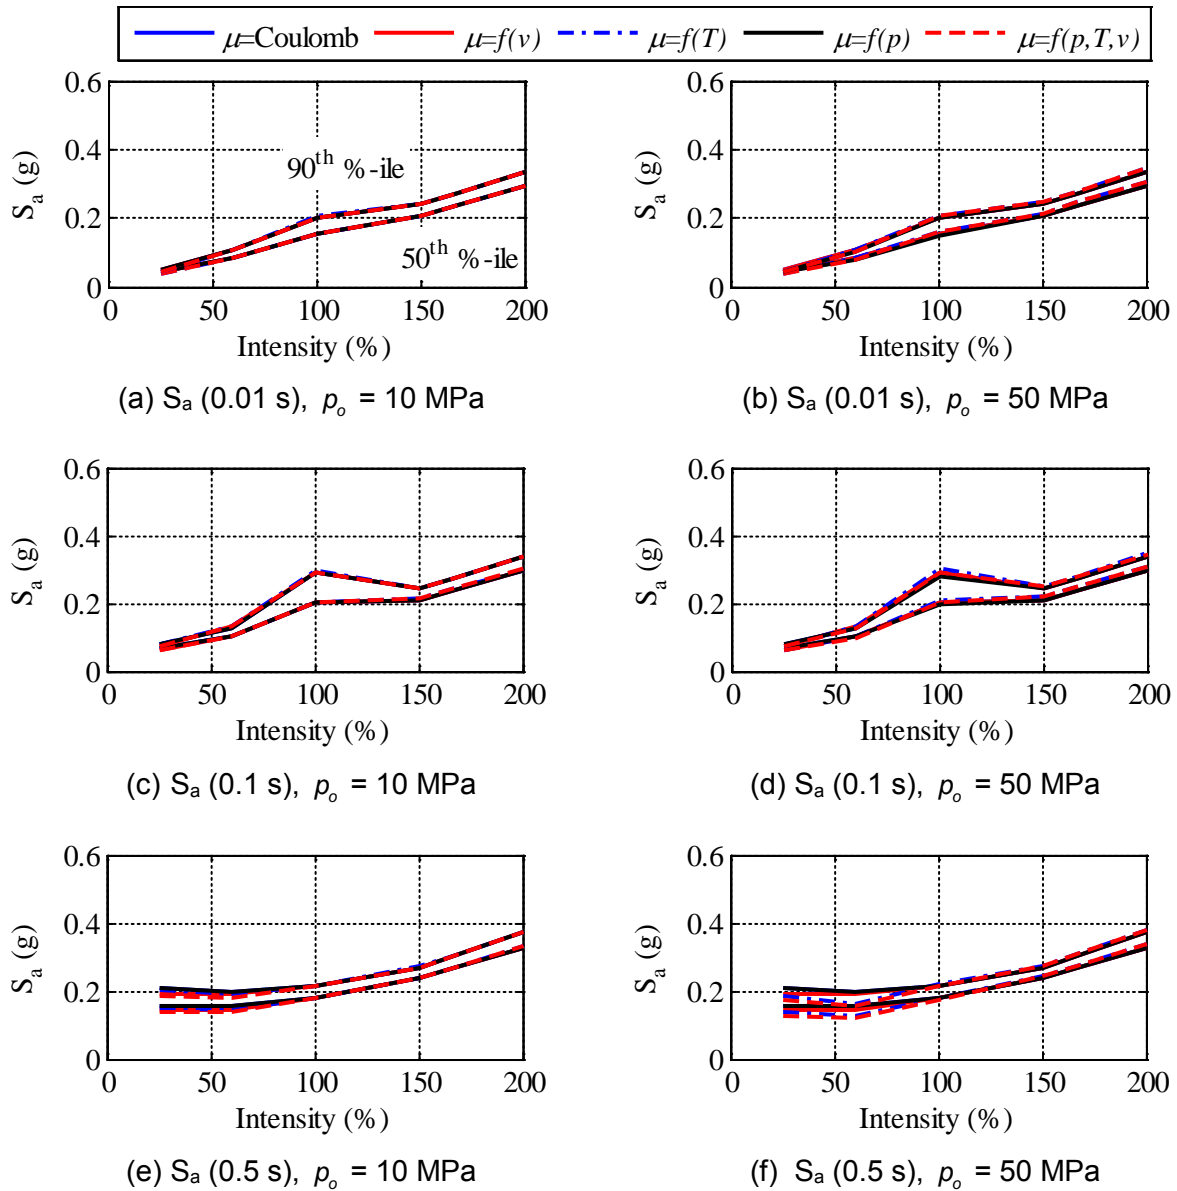 μ=Coulomb μ=f(v) μ=f(T) μ=f(p) μ=f(p,T,v)
0.6
0.4
0.2
0
Sa (g)
90th %-ile
50th %-ile
0 50 100 150 200
Intensity (%)
(a) Sa (0.01 s), po = 10 MPa
0.6
0.4
0.2
0
Sa (g)
0 50 100 150 200
Intensity (%)
(b) Sa (0.01 s), po = 50 MPa
0.6
0.4
0.2
0
Sa (g)
0 50 100 150 200
Intensity (%)
(c) Sa (0.1 s), po = 10 MPa
0.6
0.4
0.2
0
Sa (g)
0 50 100 150 200
Intensity (%)
(d) Sa (0.1 s), po = 50 MPa
0.6
0.4
0.2
0
Sa (g)
0 50 100 150 200
Intensity (%)
(e) Sa (0.5 s), po = 10 MPa
0.6
0.4
0.2
0
Sa (g)
0 50 100 150 200
Intensity (%)
(f) Sa (0.5 s), po = 50 MPa